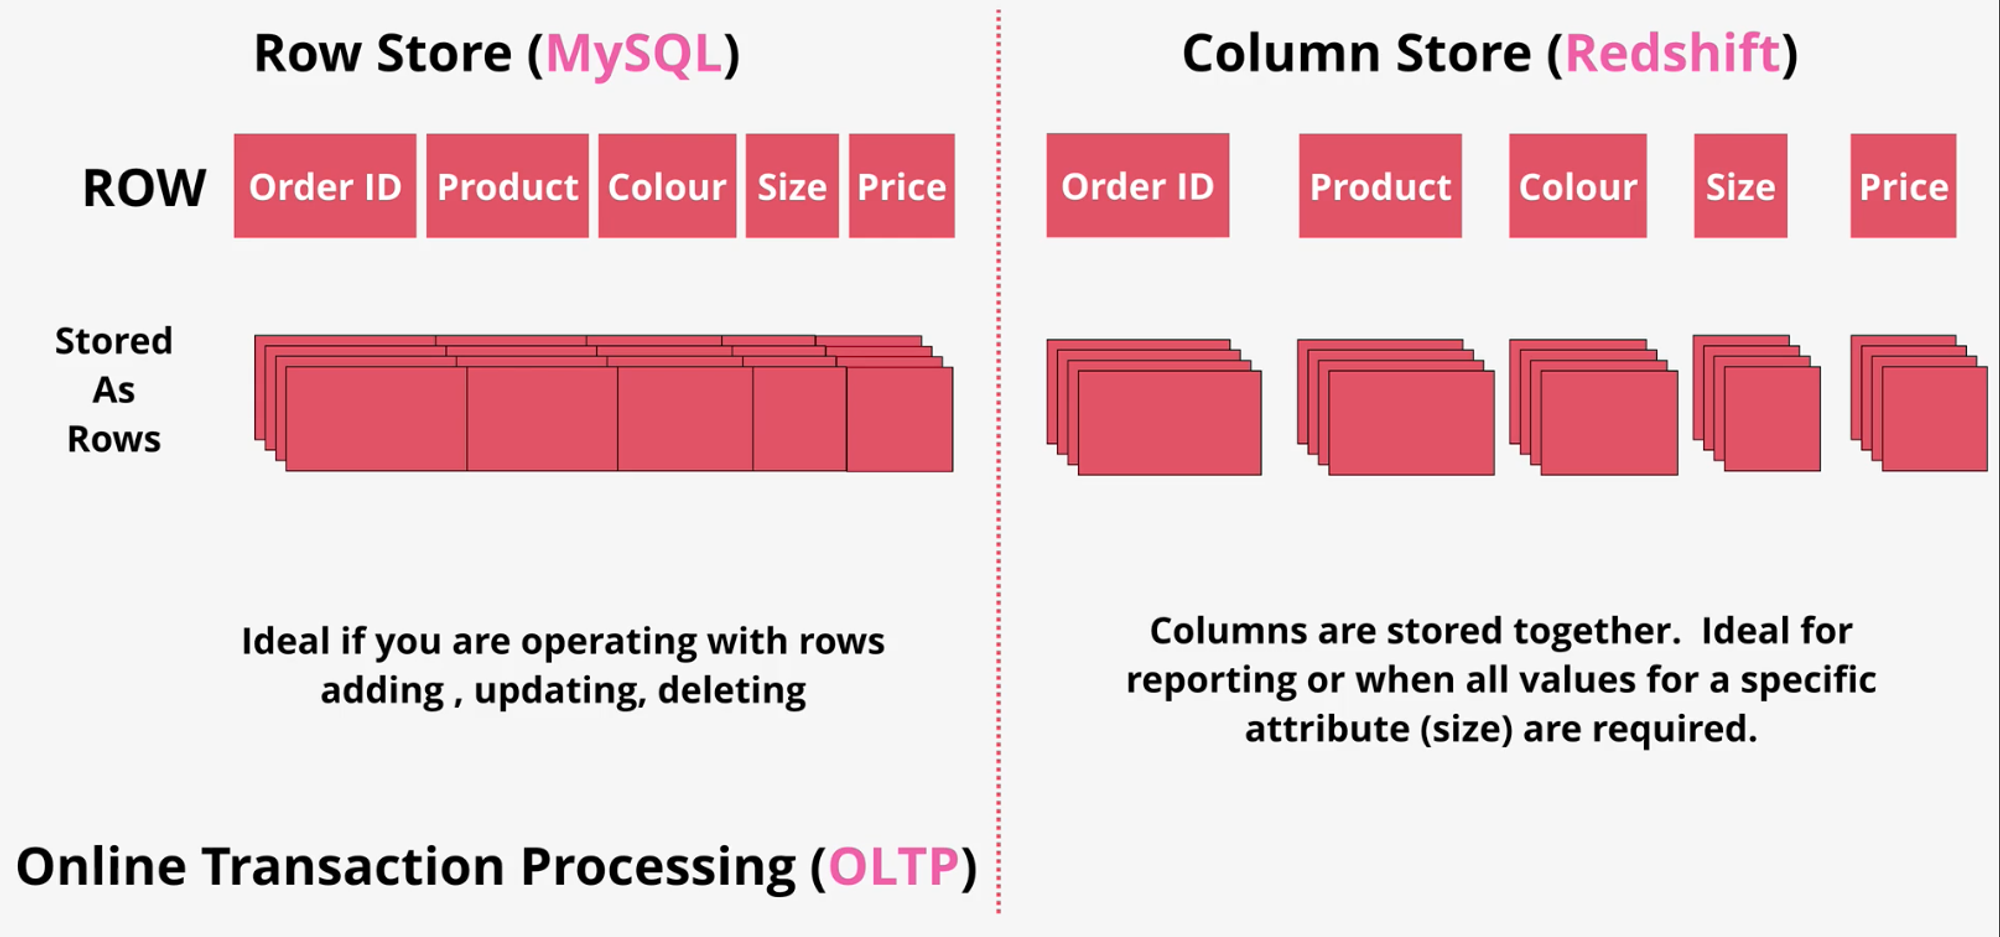 Row Store (MySQL)
ROW
Order ID
Product
Colour
Size
Price
Stored
As
Rows
Ideal if you are operating with rows
adding , updating, deleting
Online Transaction Processing (OLTP)
Column Store (Redshift)
Order ID
Product
Colour
Size
Price
Columns are stored together.  Ideal for
reporting or when all values for a specific
attribute (size) are required.